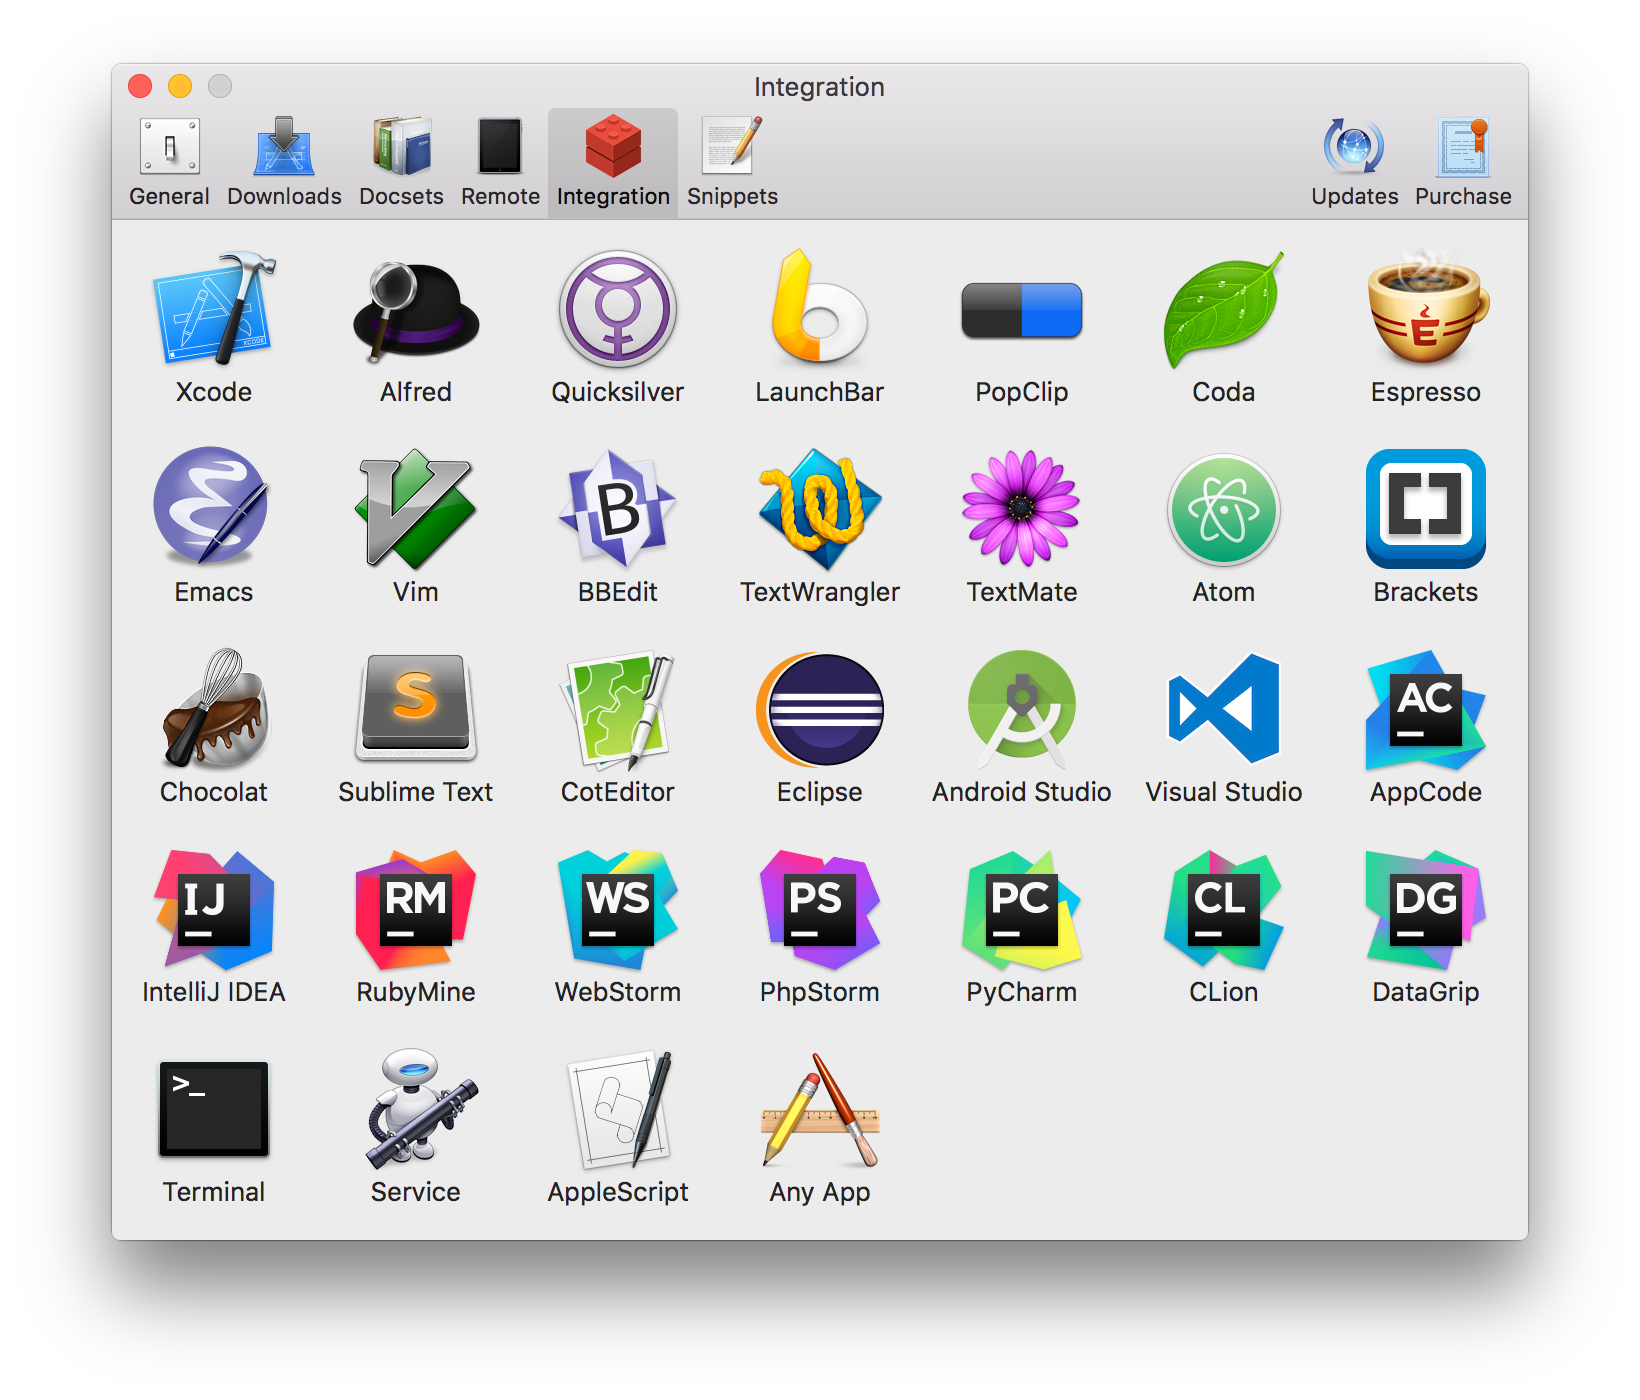 Integration
General Downloads Docsets Remote Integration Snippets Updates Purchase
XCODE
E
Xcode Alfred Quicksilver LaunchBar PopClip Coda Espresso
B
Emacs Vim BBEdit TextWrangler TextMate Atom Brackets
S
AC
Chocolat Sublime Text CotEditor Eclipse Android Studio Visual Studio AppCode
IJ RM WS PS PC CL DG
IntelliJ IDEA RubyMine WebStorm PhpStorm PyCharm CLion DataGrip
>_
Terminal Service AppleScript Any App